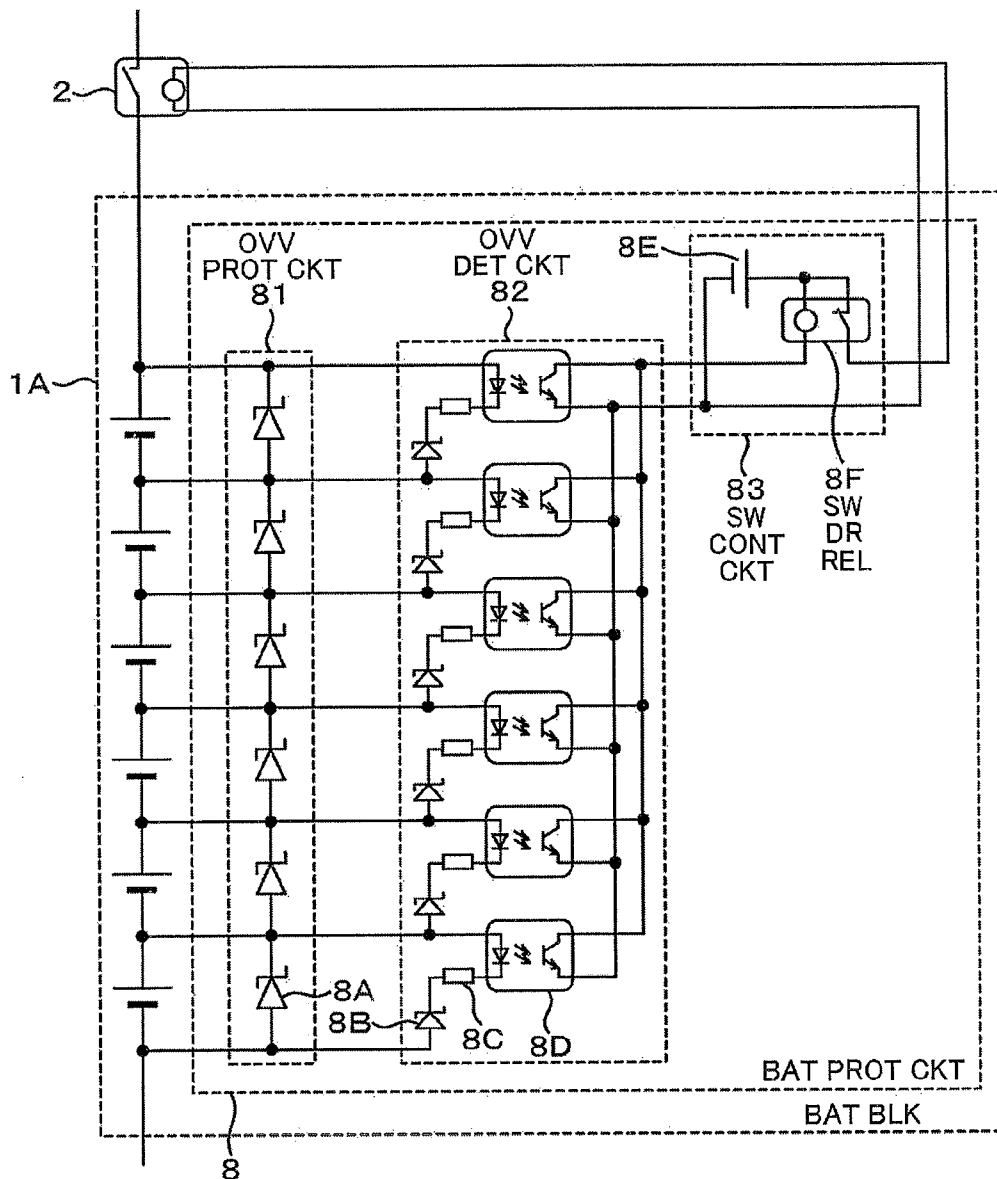 2
OVV
PROT CKT
81
OVV
DET CKT
82
8E
1A
83
SW
CONT
CKT
8F
SW
DR
REL
8A
8B
8C
8D
BAT PROT CKT
BAT BLK
8